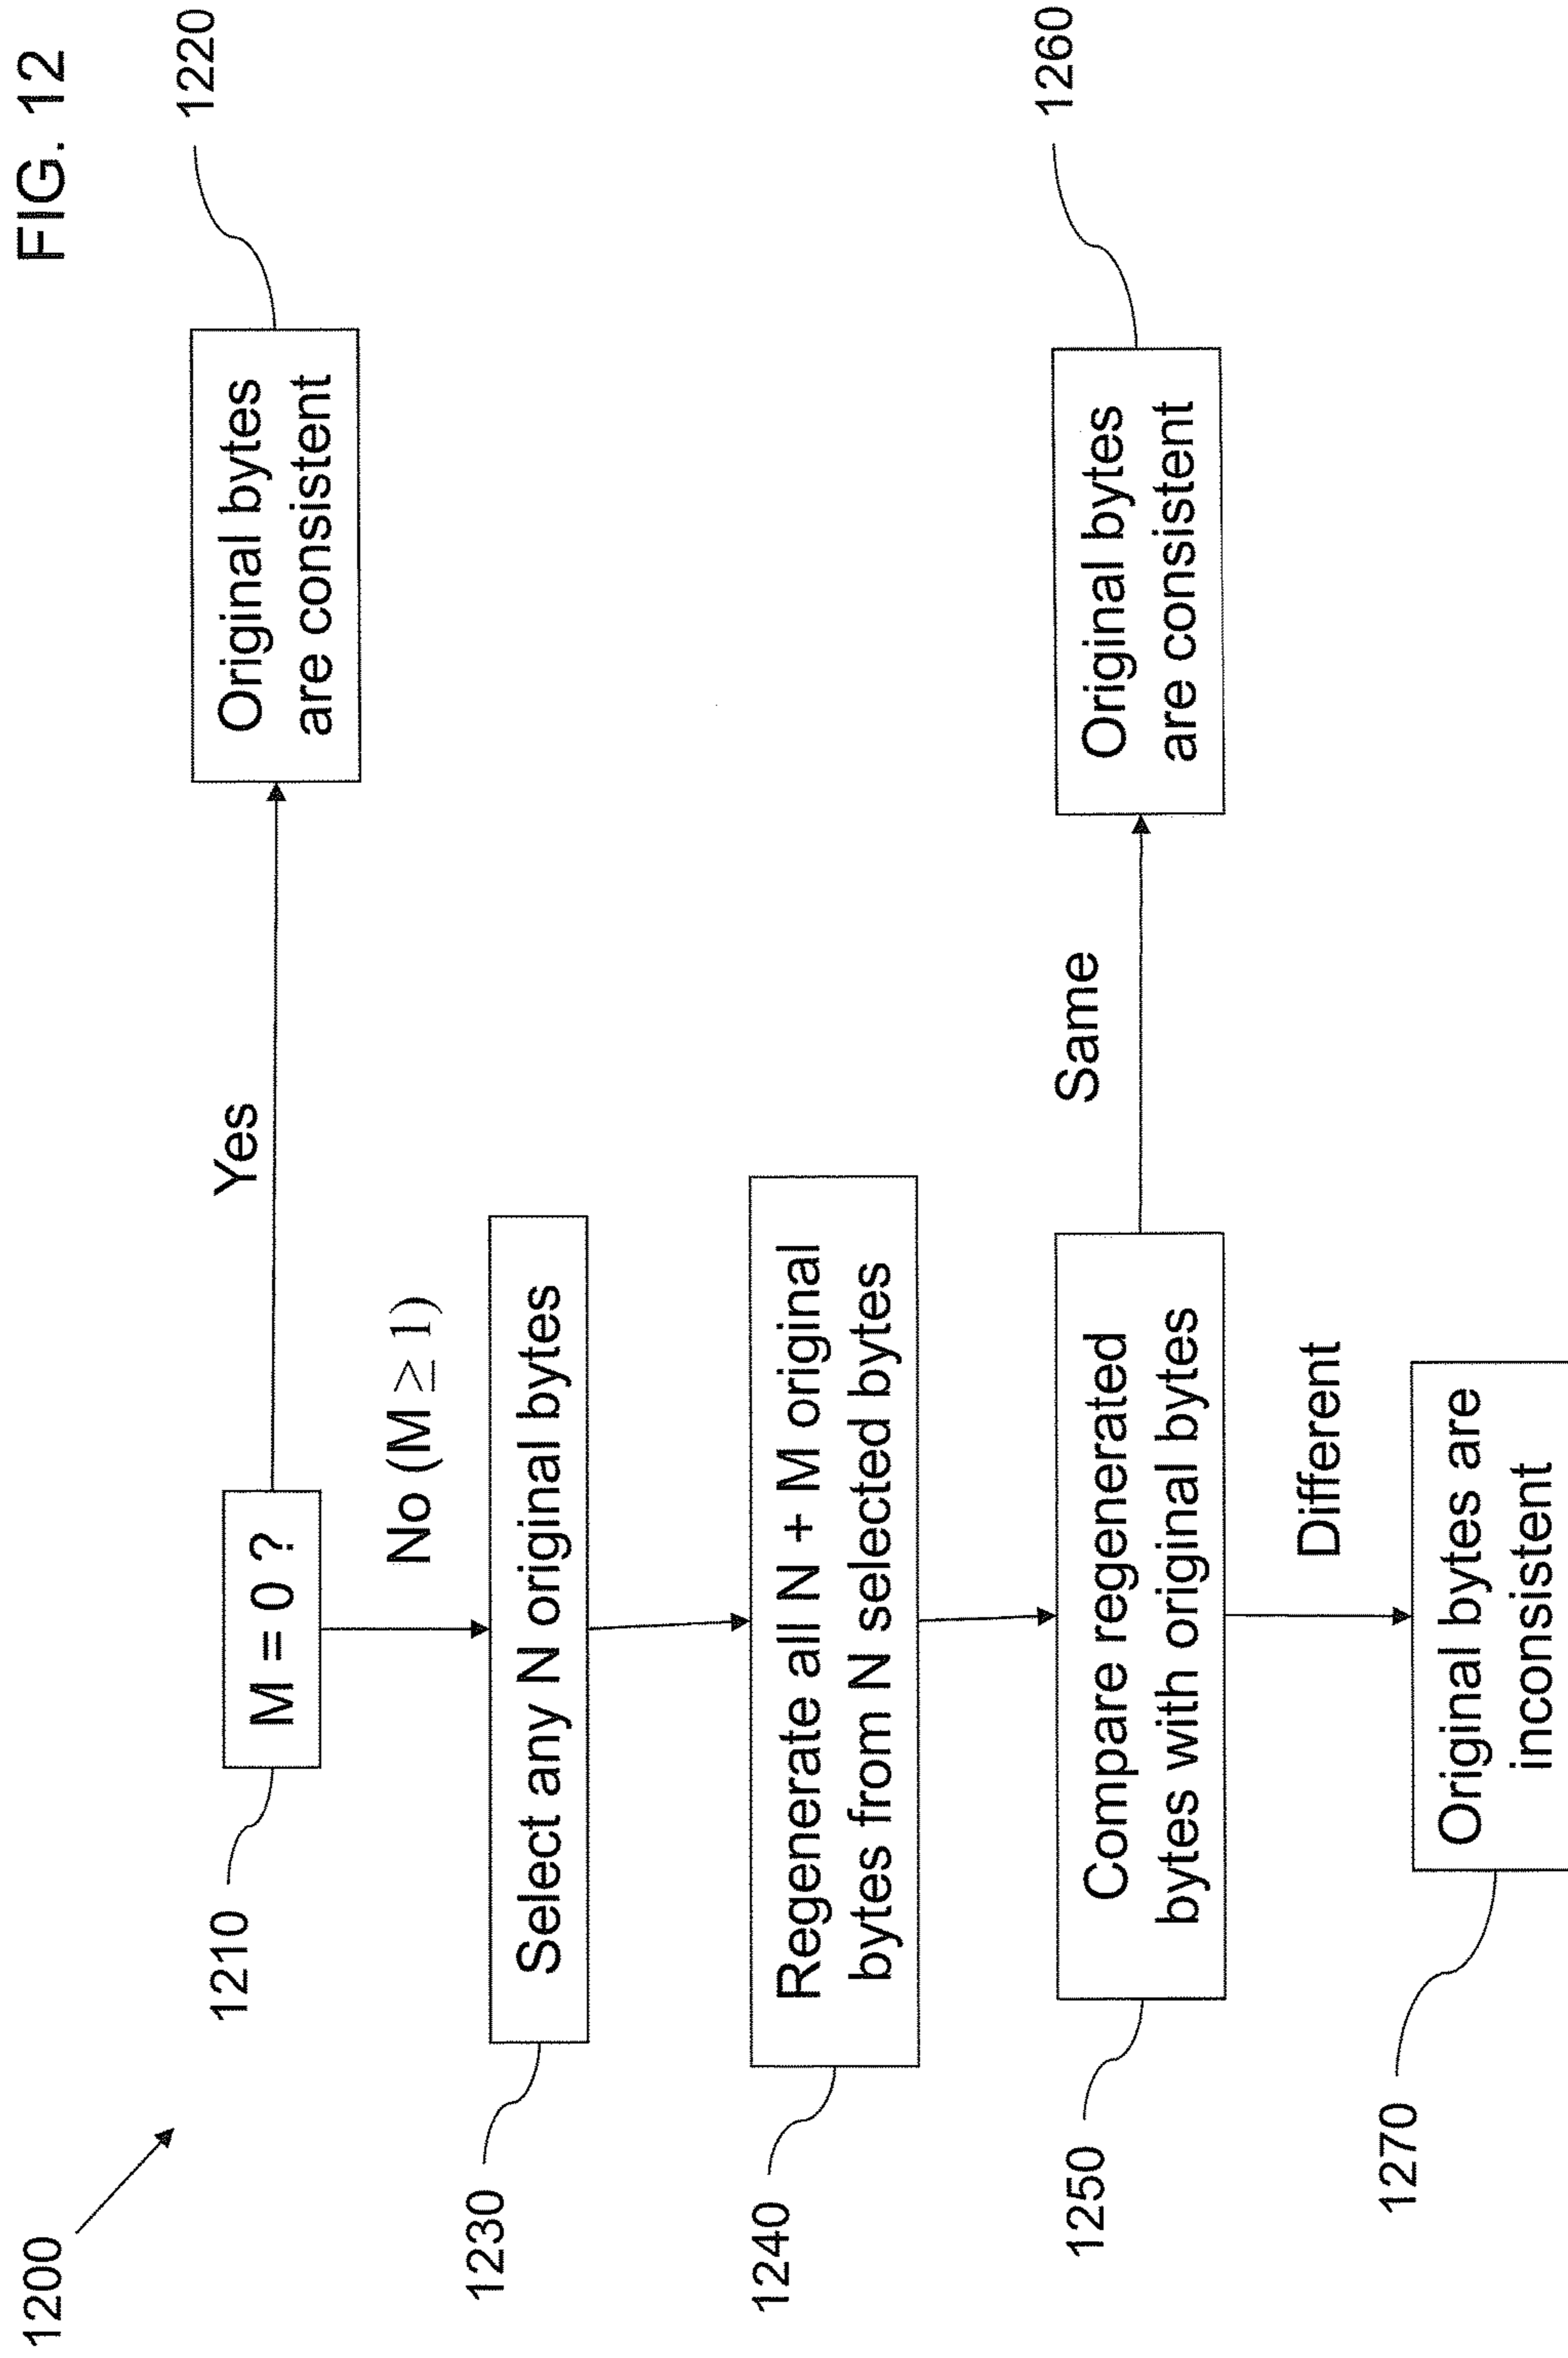 FIG. 12
1200
1210
M = 0 ?
Yes
Original bytes
are consistent
1220
No (M ≥ 1)
1230
Select any N original bytes
1240
Regenerate all N + M original
bytes from N selected bytes
1250
Compare regenerated
bytes with original bytes
Same
Original bytes
are consistent
1260
Different
1270
Original bytes are
inconsistent